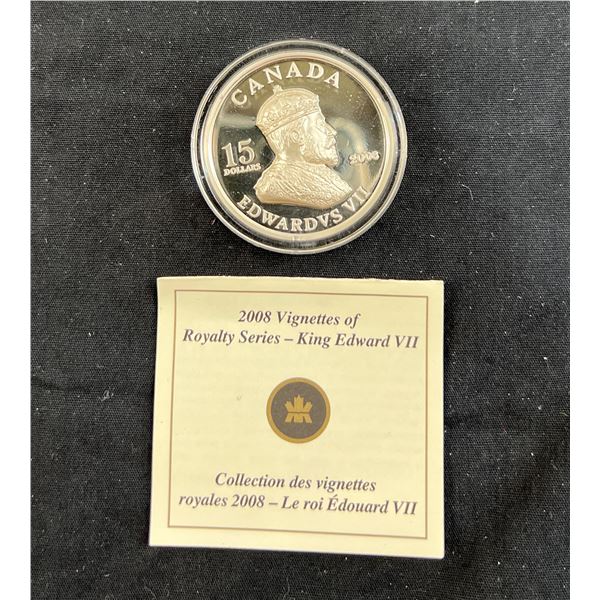 CANADA
15
DOLLARS
2008
EDWARDVS VII
2008 Vignettes of
Royalty Series – King Edward VII
Collection des vignettes
royales 2008 – Le roi Édouard VII